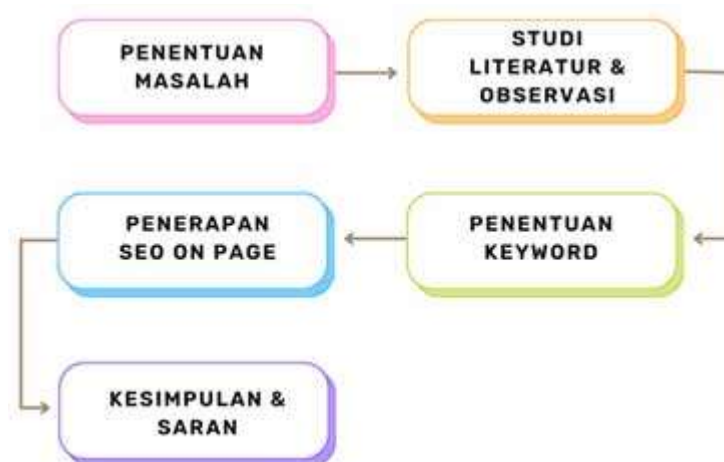 PENENTUAN
MASALAH
STUDI
LITERATUR &
OBSERVASI
PENENTUAN
KEYWORD
PENERAPAN
SEO ON PAGE
KESIMPULAN &
SARAN